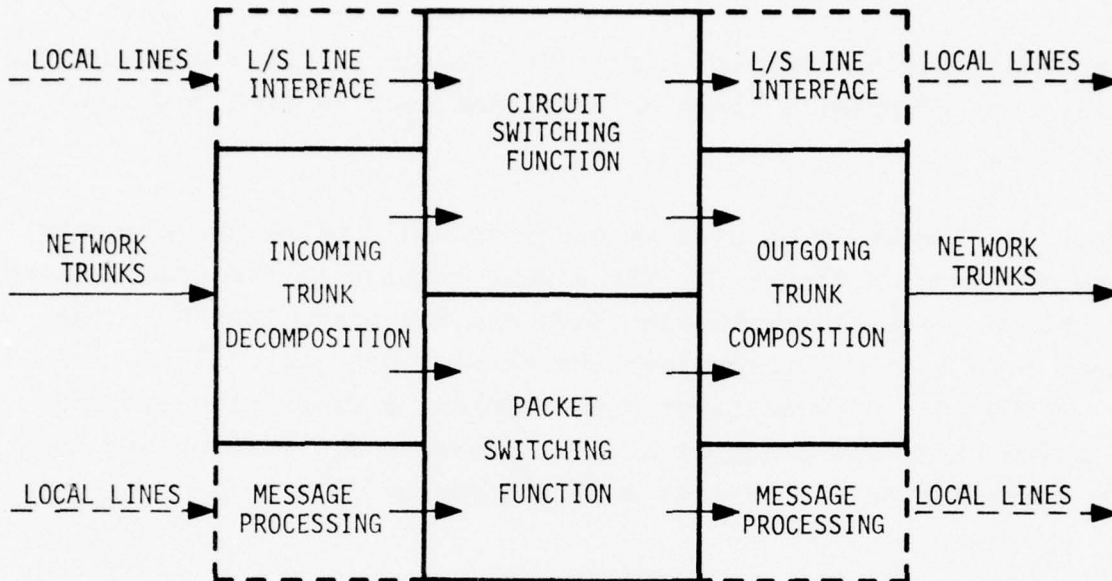 LOCAL LINES
L/S LINE
INTERFACE
CIRCUIT
SWITCHING
FUNCTION
L/S LINE
INTERFACE
LOCAL LINES
NETWORK
TRUNKS
INCOMING
TRUNK
DECOMPOSITION
OUTGOING
TRUNK
COMPOSITION
NETWORK
TRUNKS
PACKET
SWITCHING
FUNCTION
LOCAL LINES
MESSAGE
PROCESSING
MESSAGE
PROCESSING
LOCAL LINES